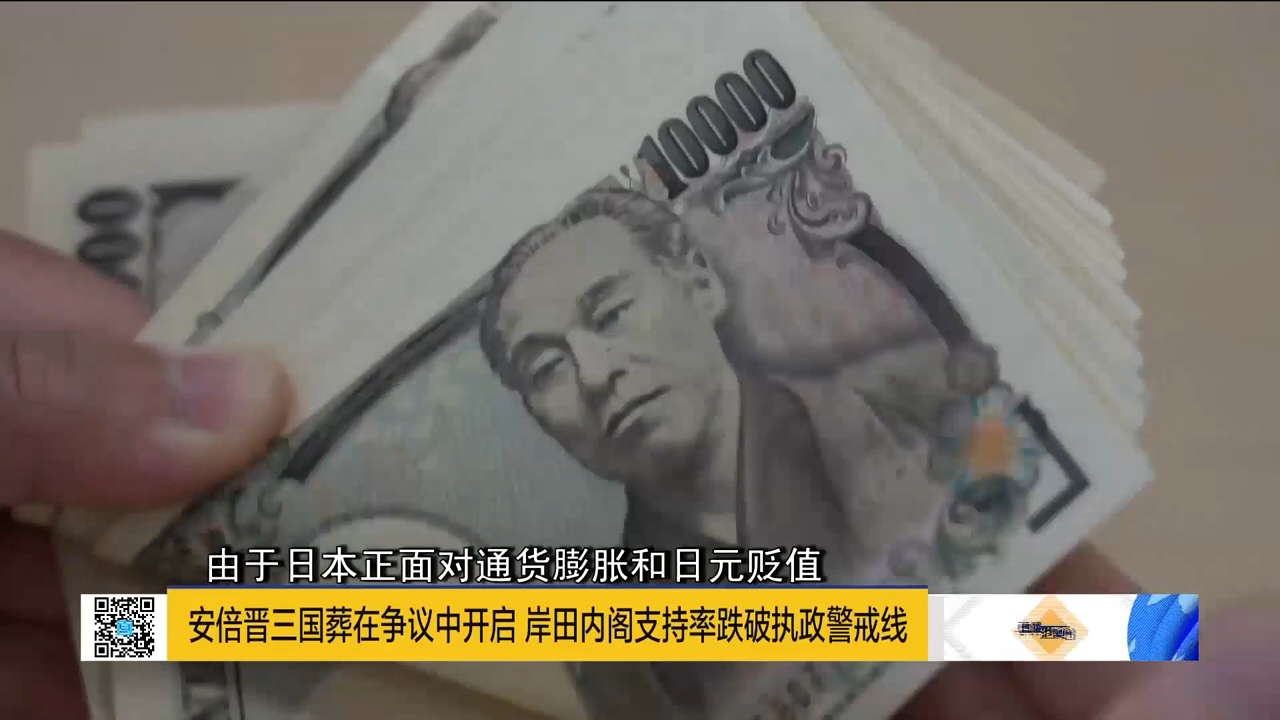 10000
由于日本正面对通货膨胀和日元贬值
安倍晋三国葬在争议中开启 岸田内阁支持率跌破执政警戒线